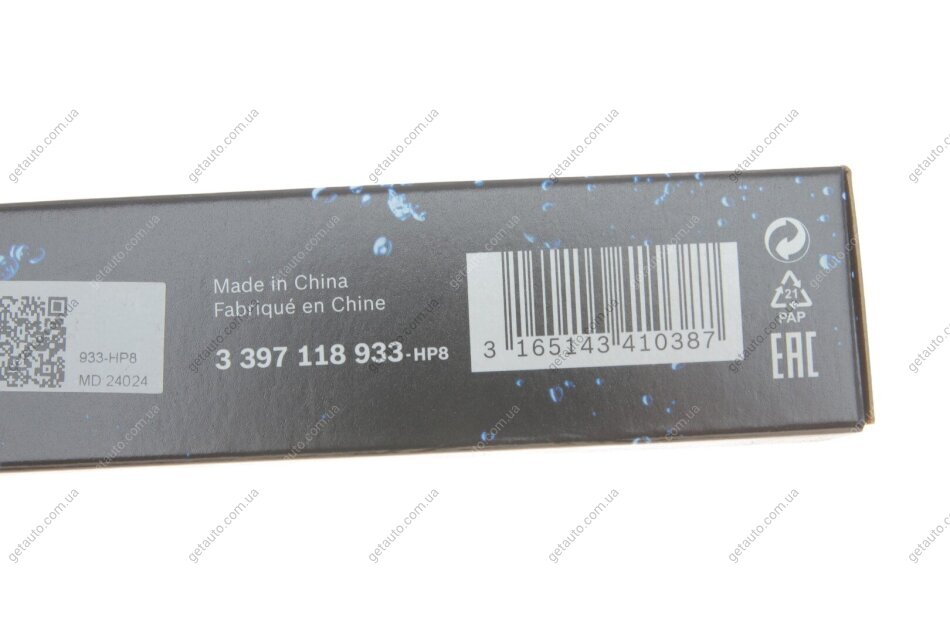 Made in China
Fabriqué en Chine
3 397 118 933-HP8
933-HP8
MD 24024
3 165143 410387
21
PAP
EAC
getauto.com.ua